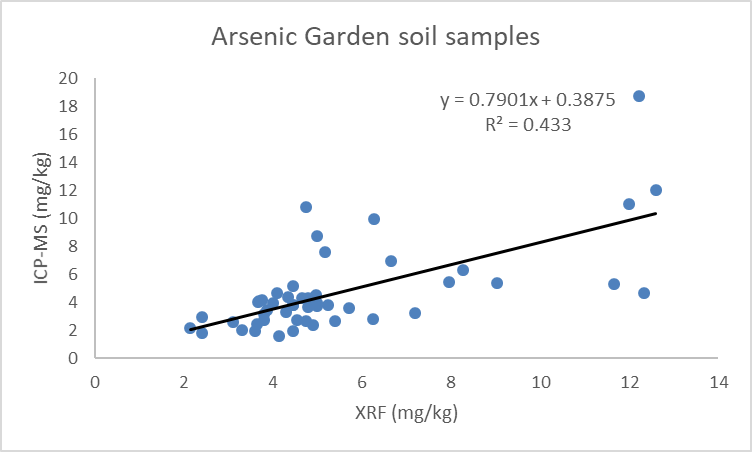 Arsenic Garden soil samples
y = 0.7901x + 0.3875
R² = 0.433
ICP-MS (mg/kg)
20
18
16
14
12
10
8
6
4
2
0
0 2 4 6 8 10 12 14
XRF (mg/kg)